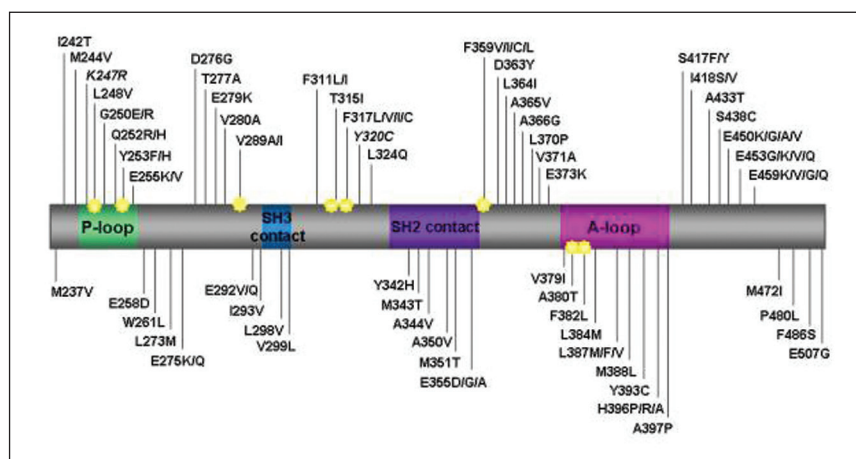 I242T
M244V
K247R
L248V
G250E/R
Q252R/H
Y253F/H
E255K/V
D276G
T277A
E279K
V280A
V289A/I
F311L/I
T315I
F317L/V/I/C
Y320C
L324Q
F359V/I/C/L
D363Y
L364I
A365V
A366G
L370P
V371A
E373K
S417F/Y
I418S/V
A433T
S438C
E450K/G/A/V
E453G/K/V/Q
E459K/V/G/Q
P-loop
SH3
contact
SH2 contact
A-loop
M237V
E258D
W261L
L273M
E275K/Q
E292V/Q
I293V
L298V
V299L
Y342H
M343T
A344V
A350V
M351T
E355D/G/A
V379I
A380T
F382L
L384M
L387M/F/V
M388L
Y393C
H396P/R/A
A397P
M472I
P480L
F486S
E507G